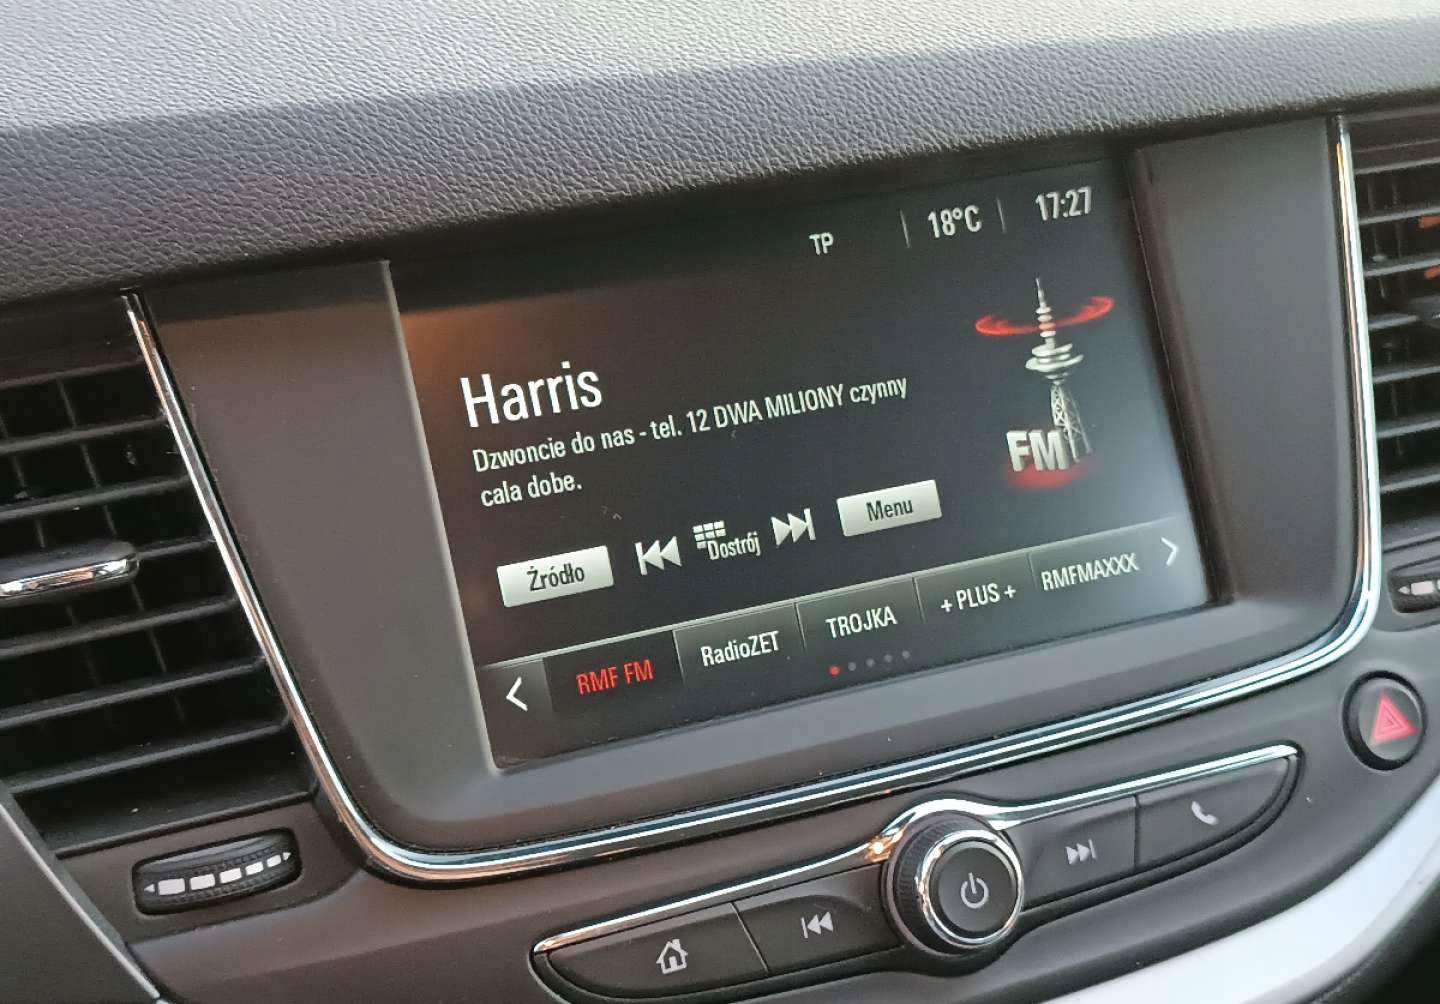 TP 18°C 17:27
Harris
Dzwoncie do nas - tel. 12 DWA MILIONY czynny
cala dobe.
FM
Źródło Dostrój Menu
RMF FM RadioZET TROJKA + PLUS + RMFMAXXX